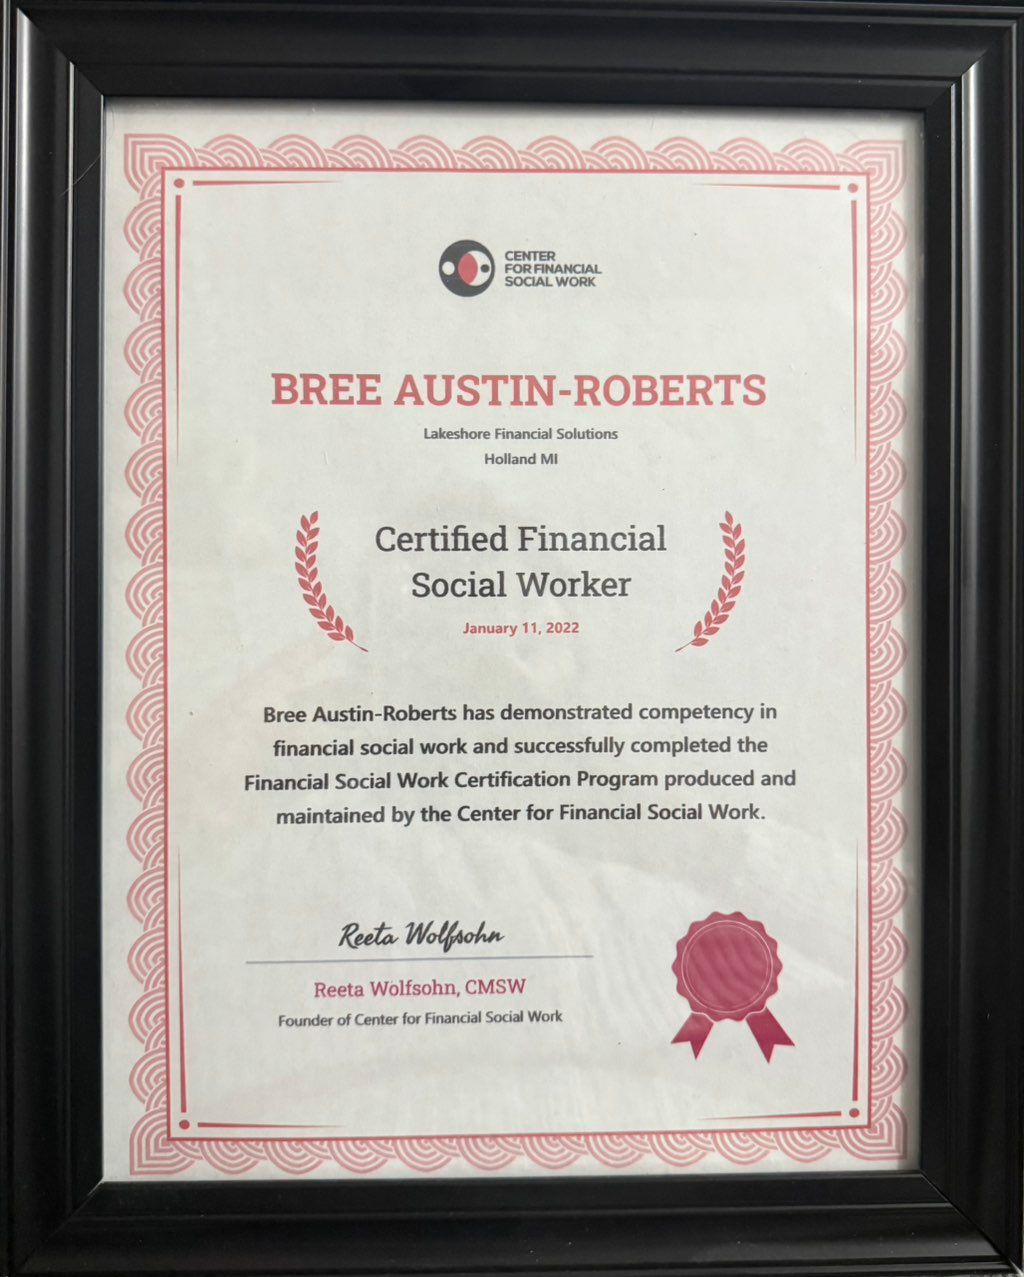 CENTER
FOR FINANCIAL
SOCIAL WORK
BREE AUSTIN-ROBERTS
Lakeshore Financial Solutions
Holland MI
Certified Financial
Social Worker
January 11, 2022
Bree Austin-Roberts has demonstrated competency in
financial social work and successfully completed the
Financial Social Work Certification Program produced and
maintained by the Center for Financial Social Work.
Reeta Wolfsohn
Reeta Wolfsohn, CMSW
Founder of Center for Financial Social Work